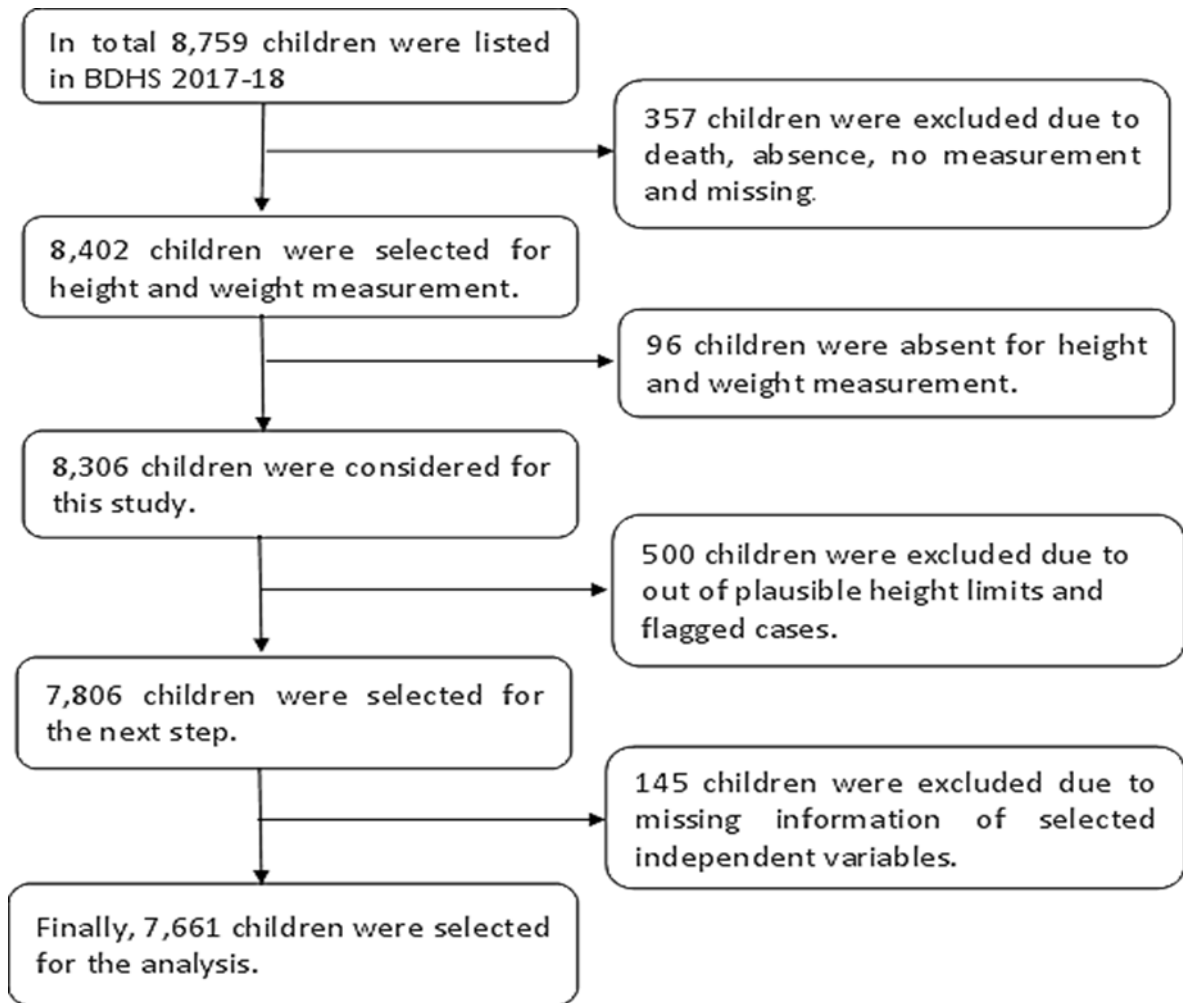 In total 8,759 children were listed
in BDHS 2017-18
357 children were excluded due to
death, absence, no measurement
and missing.
8,402 children were selected for
height and weight measurement.
96 children were absent for height
and weight measurement.
8,306 children were considered for
this study.
500 children were excluded due to
out of plausible height limits and
flagged cases.
7,806 children were selected for
the next step.
145 children were excluded due to
missing information of selected
independent variables.
Finally, 7,661 children were selected
for the analysis.